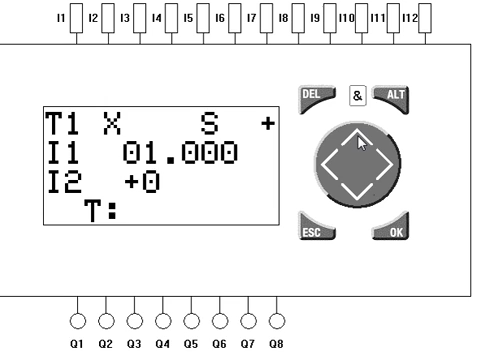 I1 I2 I3 I4 I5 I6 I7 I8 I9 I10 I11 I12
DEL & ALT
T1 X S +
I1 01.000
I2 +0
T:
ESC OK
Q1 Q2 Q3 Q4 Q5 Q6 Q7 Q8